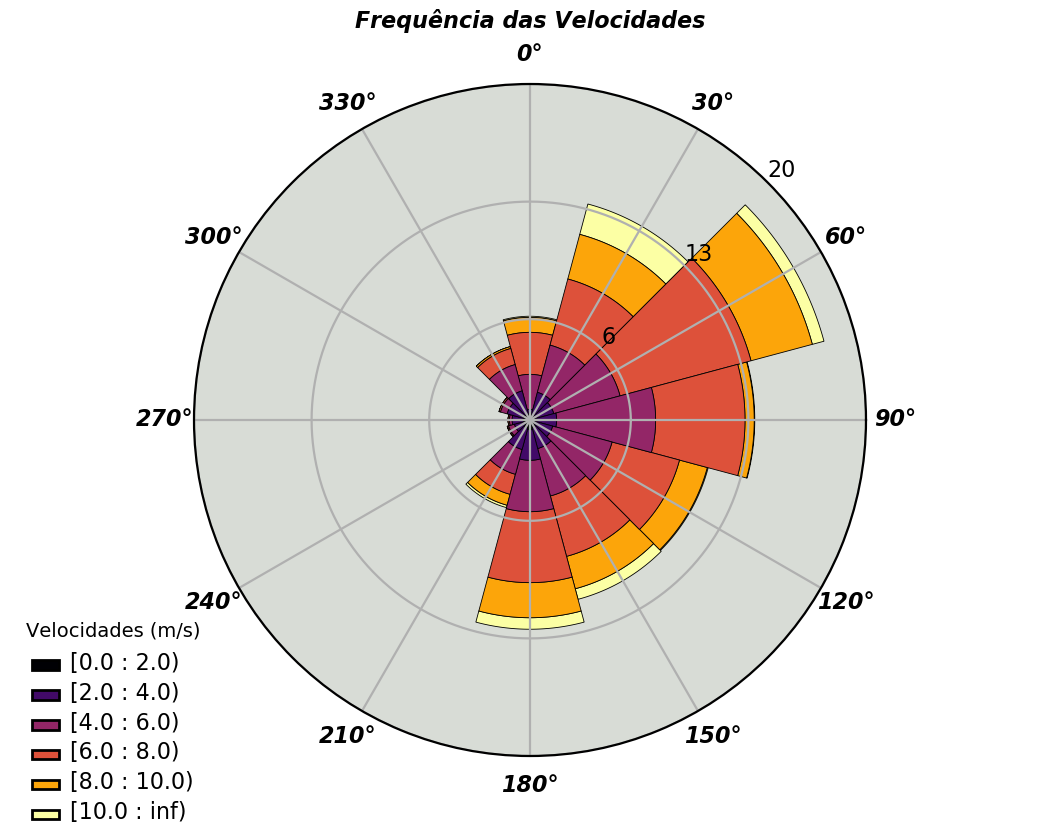 Frequência das Velocidades
0°
330°
30°
20
300°
60°
13
6
270°
90°
240°
120°
210°
150°
180°
Velocidades (m/s)
[0.0 : 2.0)
[2.0 : 4.0)
[4.0 : 6.0)
[6.0 : 8.0)
[8.0 : 10.0)
[10.0 : inf)